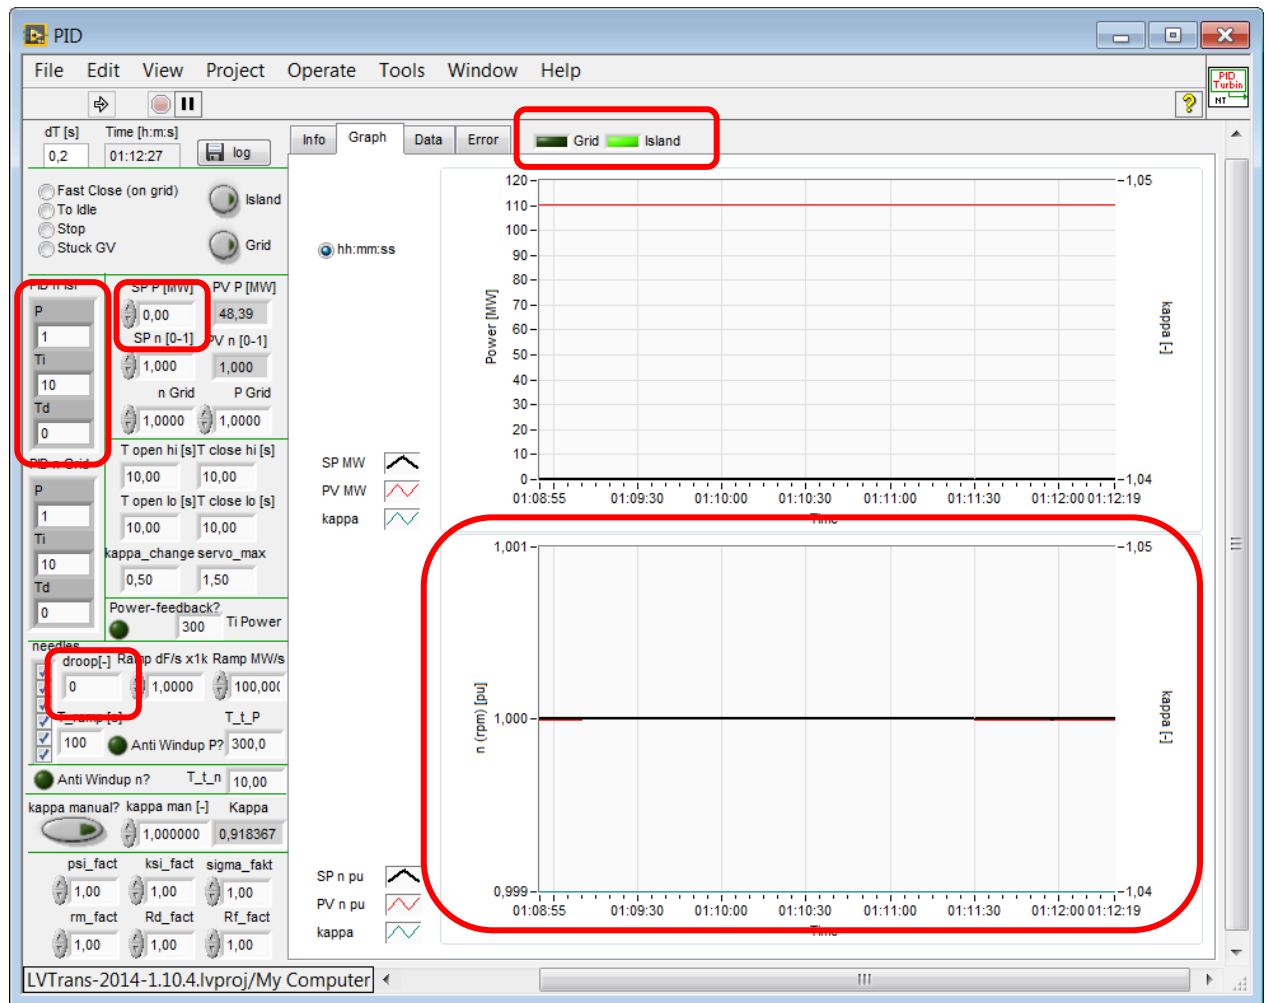 PID
File Edit View Project Operate Tools Window Help
PID
Turbin
NT
dT [s] Time [h:m:s]
0,2 01:12:27 log
Info Graph Data Error Grid Island
Fast Close (on grid)
To Idle
Stop
Stuck GV
Island
Grid
hh:mm:ss
SP P [MW] PV P [MW]
0,00 48,39
SP n [0-1] PV n [0-1]
1,000 1,000
n Grid P Grid
1,0000 1,0000
P
1
Ti
10
Td
0
PID n Grid
P
1
Ti
10
Td
0
T open hi [s] T close hi [s]
10,00 10,00
T open lo [s] T close lo [s]
10,00 10,00
kappa_change servo_max
0,50 1,50
Power-feedback?
300 Ti Power
needles
droop[-] Ramp dF/s x1k Ramp MW/s
0 1,0000 100,00(
T_ramp [s] T_t_P
100 Anti Windup P? 300,0
Anti Windup n? T_t_n 10,00
kappa manual? kappa man [-] Kappa
1,000000 0,918367
psi_fact ksi_fact sigma_fakt
1,00 1,00 1,00
rm_fact Rd_fact Rf_fact
1,00 1,00 1,00
120 1,05
110
100
90
80
70
60
50
40
30
20
10
0 1,04
Power [MW]
kappa [-]
01:08:55 01:09:30 01:10:00 01:10:30 01:11:00 01:11:30 01:12:00 01:12:19
Time
SP MW
PV MW
kappa
1,001 1,05
1,000
0,999 1,04
n (rpm) [pu]
kappa [-]
01:08:55 01:09:30 01:10:00 01:10:30 01:11:00 01:11:30 01:12:00 01:12:19
Time
SP n pu
PV n pu
kappa
LVTrans-2014-1.10.4.lvproj/My Computer